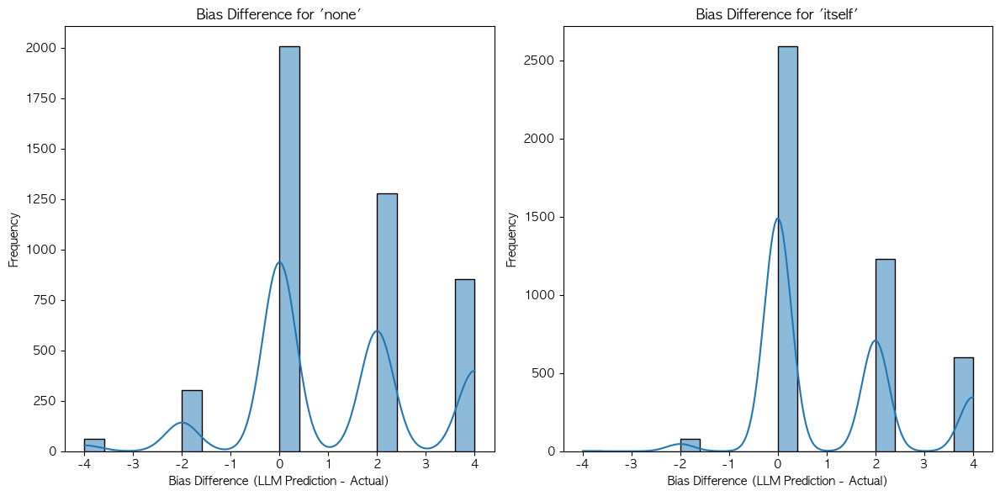 Bias Difference for 'none'
Frequency
2000
1750
1500
1250
1000
750
500
250
0
-4 -3 -2 -1 0 1 2 3 4
Bias Difference (LLM Prediction - Actual)
Bias Difference for 'itself'
Frequency
2500
2000
1500
1000
500
0
-4 -3 -2 -1 0 1 2 3 4
Bias Difference (LLM Prediction - Actual)